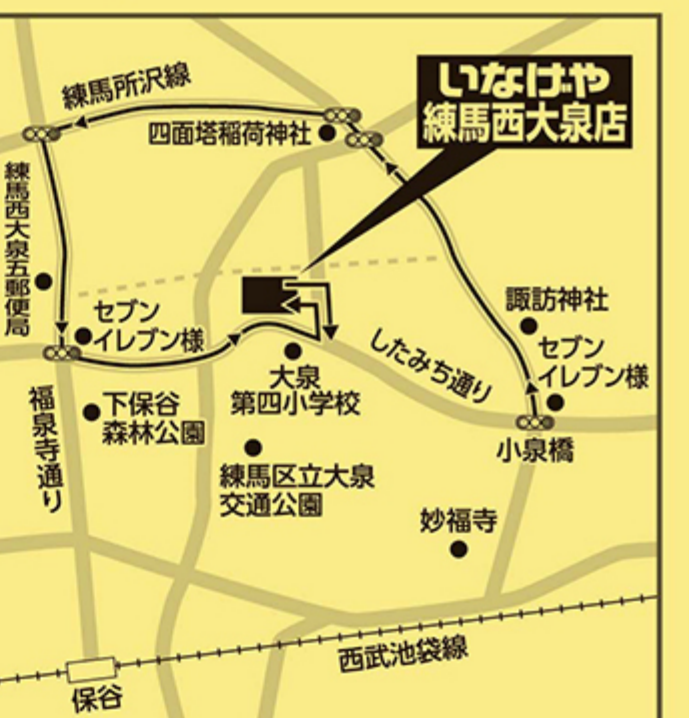 いなげや
練馬西大泉店
練馬所沢線
四面塔稲荷神社
練馬西大泉五郵便局
諏訪神社
セブン
イレブン様
セブン
イレブン様
したみち通り
大泉
第四小学校
下保谷
森林公園
福泉寺通り
小泉橋
練馬区立大泉
交通公園
妙福寺
西武池袋線
保谷